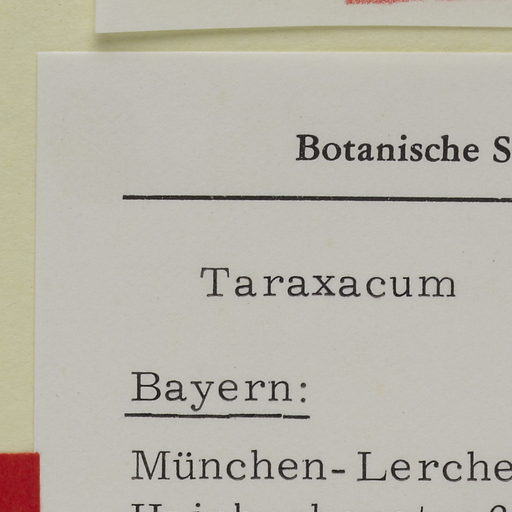 Botanische S
Taraxacum
Bayern:
München-Lerche